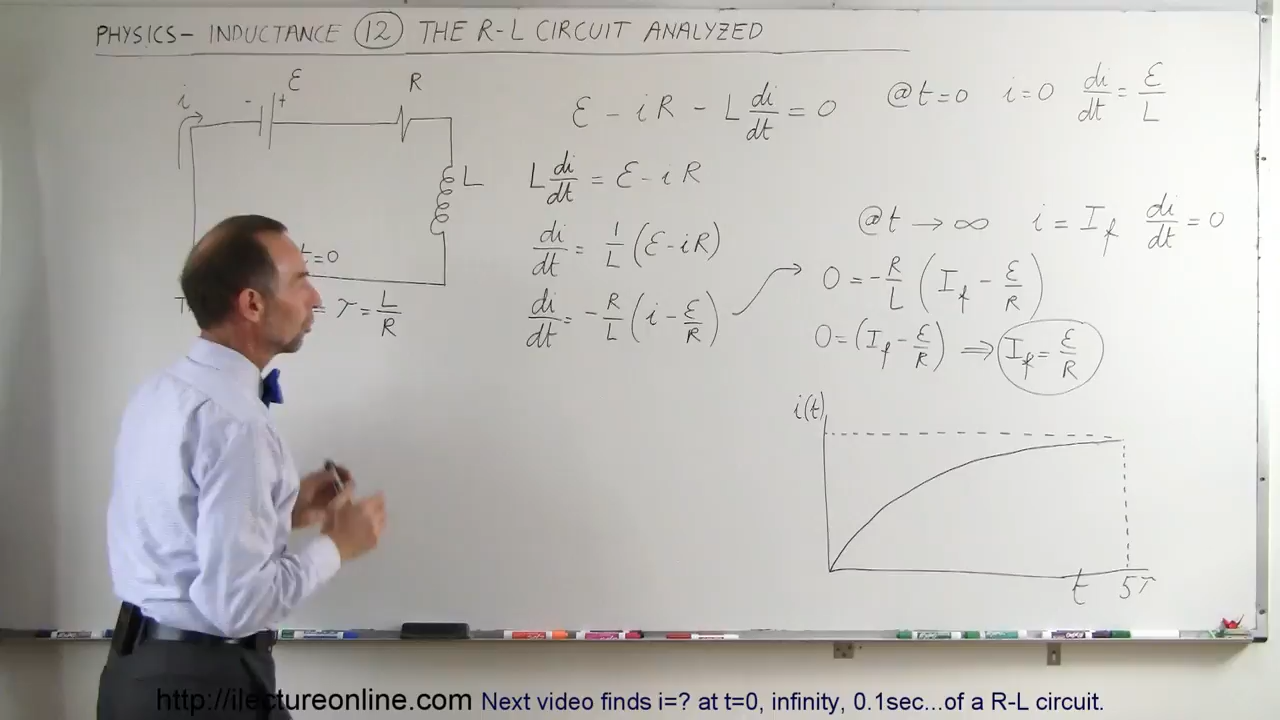 PHYSICS- INDUCTANCE 12 THE R-L CIRCUIT ANALYZED
i
- + ℰ
R
L
t=0
T
= τ = L/R
ℰ - iR - L di/dt = 0
L di/dt = ℰ - iR
di/dt = 1/L (ℰ-iR)
di/dt = -R/L (i - ℰ/R)
@t=0 i=0 di/dt = ℰ/L
@t → ∞ i = I_f di/dt = 0
0 = -R/L (I_f - ℰ/R)
0 = (I_f - ℰ/R) ⇒ I_f = ℰ/R
i(t)
t 5τ
http://ilectureonline.com Next video finds i=? at t=0, infinity, 0.1sec...of a R-L circuit.